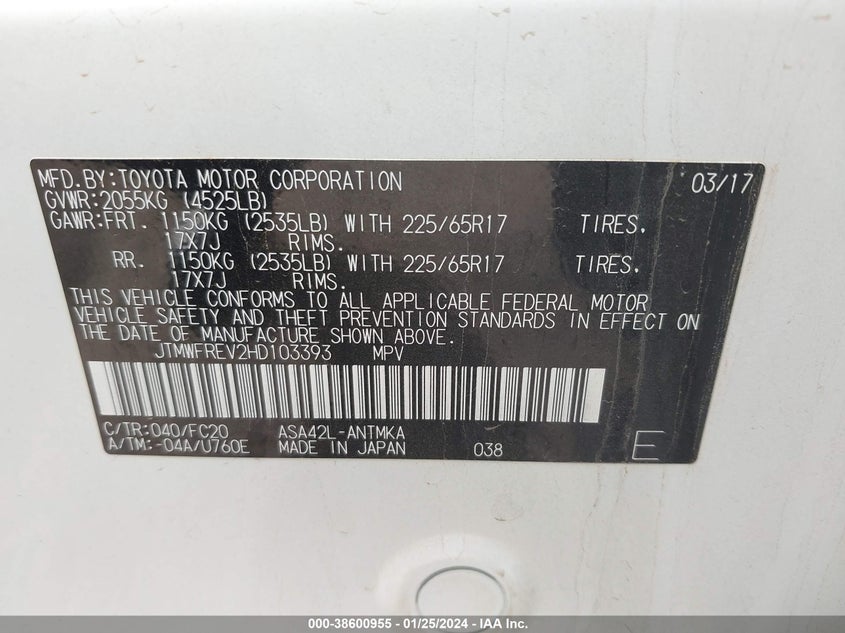 MFD.BY:TOYOTA MOTOR CORPORATION 03/17
GVWR:2055KG (4525LB)
GAWR:FRT. 1150KG (2535LB) WITH 225/65R17 TIRES.
17X7J RIMS.
RR. 1150KG (2535LB) WITH 225/65R17 TIRES.
17X7J RIMS.
THIS VEHICLE CONFORMS TO ALL APPLICABLE FEDERAL MOTOR
VEHICLE SAFETY AND THEFT PREVENTION STANDARDS IN EFFECT ON
THE DATE OF MANUFACTURE SHOWN ABOVE.
JTMWFREV2HD103393 MPV
C/TR:040/FC20 ASA42L-ANTMKA
A/TM:-04A/U760E MADE IN JAPAN 038 E
000-38600955 - 01/25/2024 - IAA Inc.